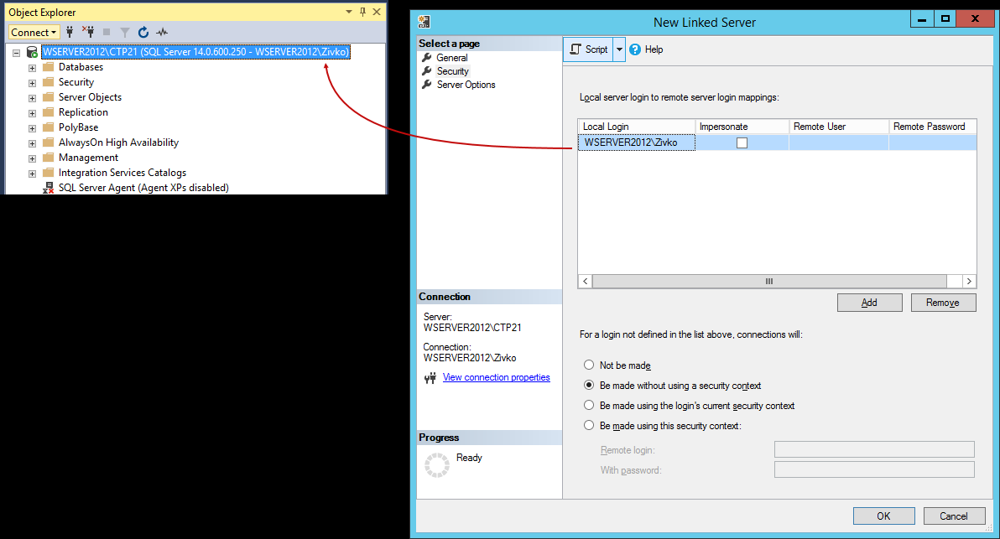 Object Explorer
Connect
WSERVER2012\CTP21 (SQL Server 14.0.600.250 - WSERVER2012\Zivko)
Databases
Security
Server Objects
Replication
PolyBase
AlwaysOn High Availability
Management
Integration Services Catalogs
SQL Server Agent (Agent XPs disabled)
New Linked Server
Select a page
General
Security
Server Options
Script
Help
Local server login to remote server login mappings:
Local Login Impersonate Remote User Remote Password
WSERVER2012\Zivko
Add Remove
Connection
Server:
WSERVER2012\CTP21
Connection:
WSERVER2012\Zivko
View connection properties
Progress
Ready
For a login not defined in the list above, connections will:
Not be made
Be made without using a security context
Be made using the login's current security context
Be made using this security context:
Remote login:
With password:
OK Cancel